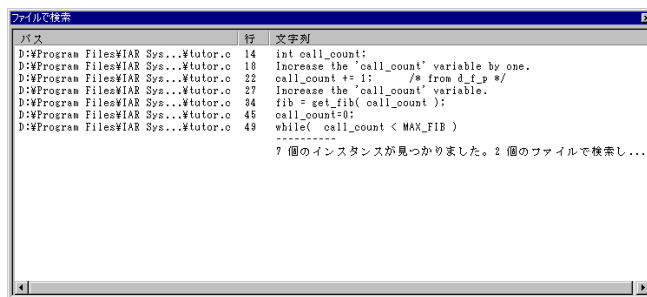 ファイルで検索
パス 行 文字列
D:¥Program Files¥IAR Sys...¥tutor.c 14 int call_count;
D:¥Program Files¥IAR Sys...¥tutor.c 18 Increase the 'call_count' variable by one.
D:¥Program Files¥IAR Sys...¥tutor.c 22 call_count += 1; /* from d_f_p */
D:¥Program Files¥IAR Sys...¥tutor.c 27 Increase the 'call_count' variable.
D:¥Program Files¥IAR Sys...¥tutor.c 34 fib = get_fib( call_count );
D:¥Program Files¥IAR Sys...¥tutor.c 45 call_count=0;
D:¥Program Files¥IAR Sys...¥tutor.c 49 while( call_count < MAX_FIB )
----------
7 個のインスタンスが見つかりました。2 個のファイルで検索し...